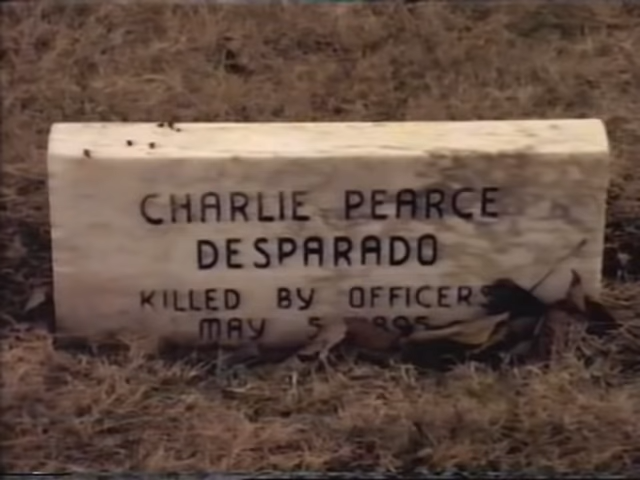 CHARLIE PEARCE
DESPARADO
KILLED BY OFFICERS
MAY 5